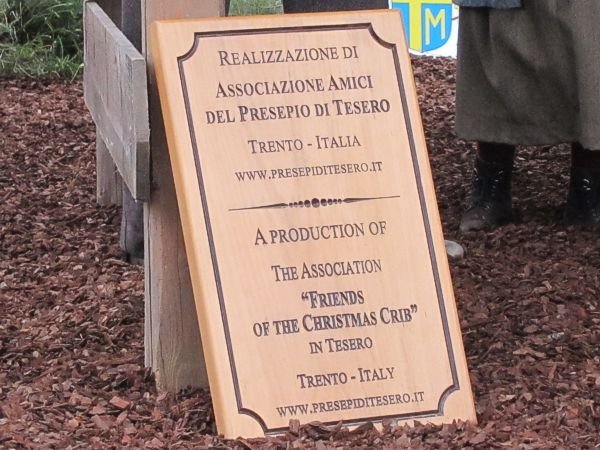 REALIZZAZIONE DI
ASSOCIAZIONE AMICI
DEL PRESEPIO DI TESERO
TRENTO - ITALIA
WWW.PRESEPIDITESERO.IT
A PRODUCTION OF
THE ASSOCIATION
“FRIENDS
OF THE CHRISTMAS CRIB”
IN TESERO
TRENTO - ITALY
WWW.PRESEPIDITESERO.IT
TM